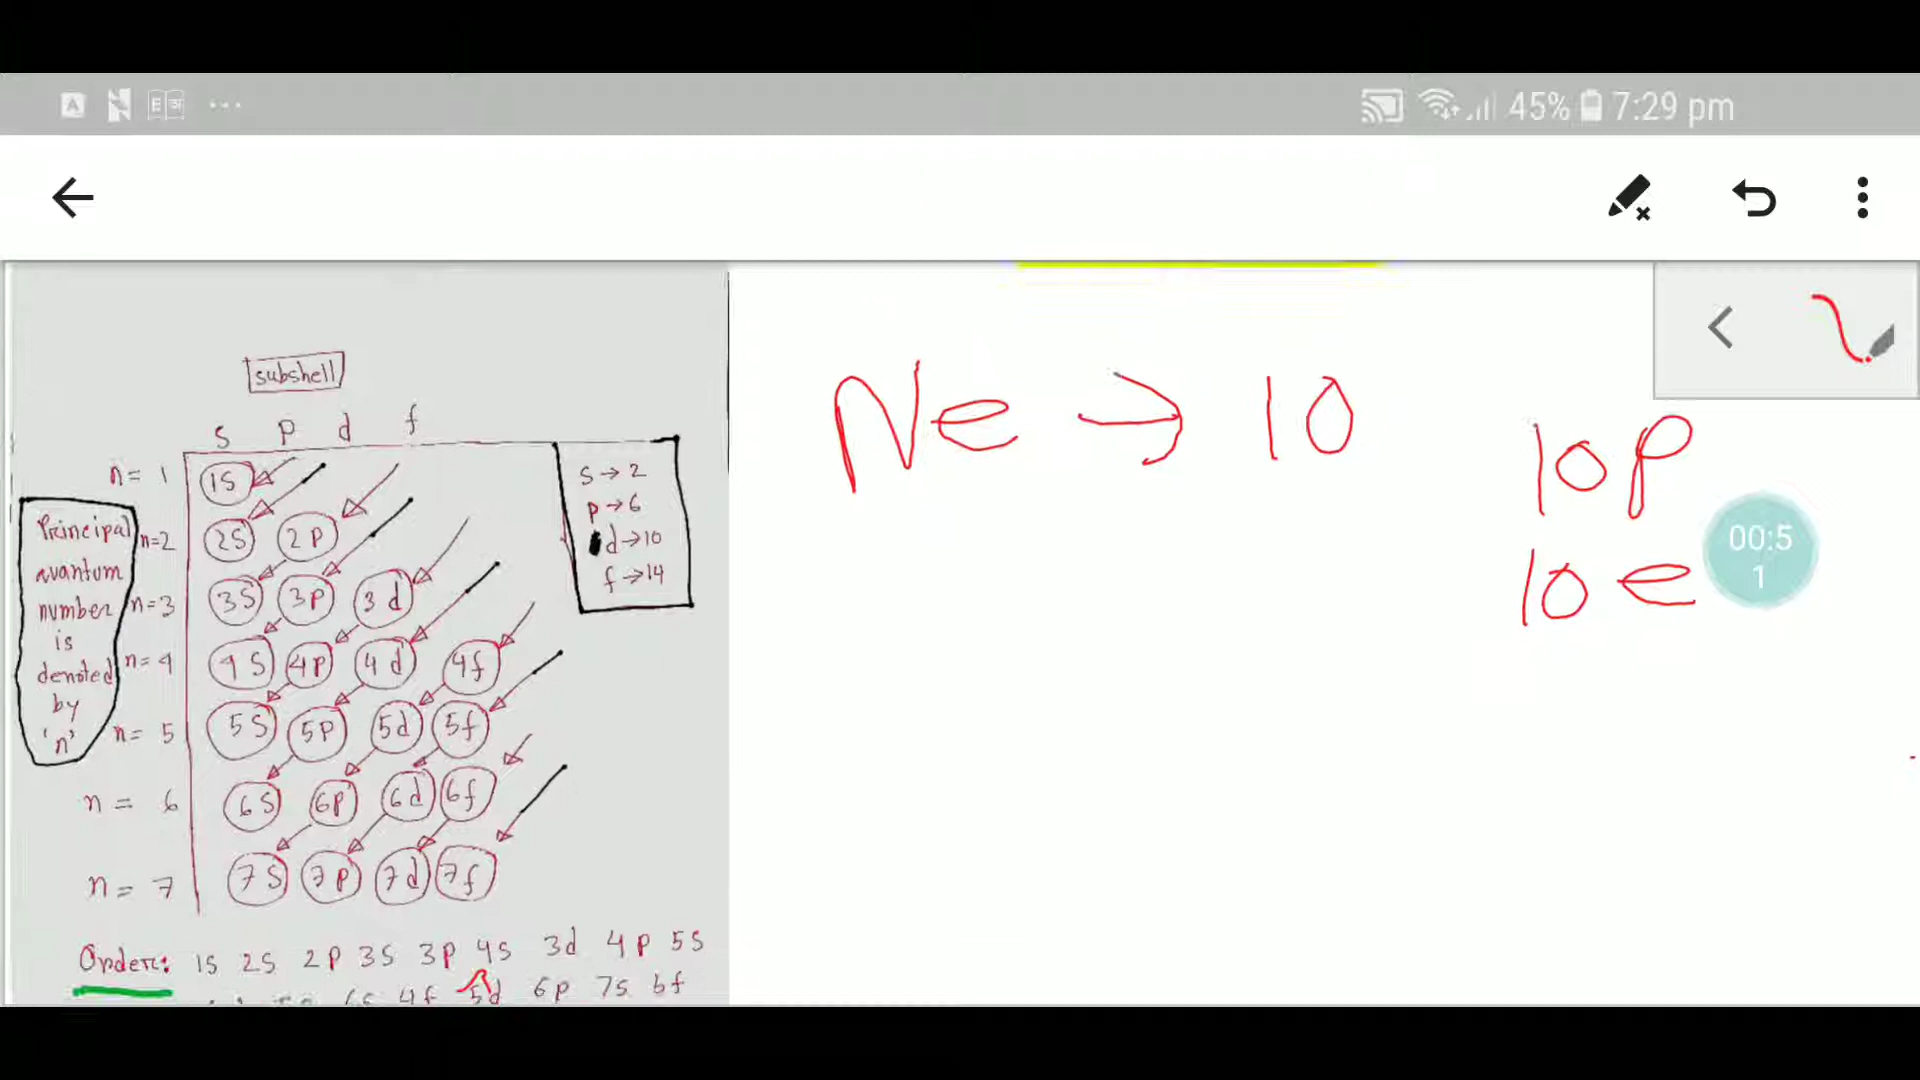 45% 7:29 pm
subshell
s p d f
n = 1 1S
n=2 2S 2P
n=3 3S 3P 3d
n= 4 4S 4P 4d 4f
n= 5 5S 5P 5d 5f
n = 6 6S 6P 6d 6f
n = 7 7S 7P 7d 7f
Principal
quantum
number
is
denoted
by
'n'
S → 2
P → 6
d → 10
f → 14
Order: 1S 2S 2P 3S 3P 4S 3d 4P 5S
6S 4f 5d 6p 7s
Ne → 10
10P
10e
00:5
1